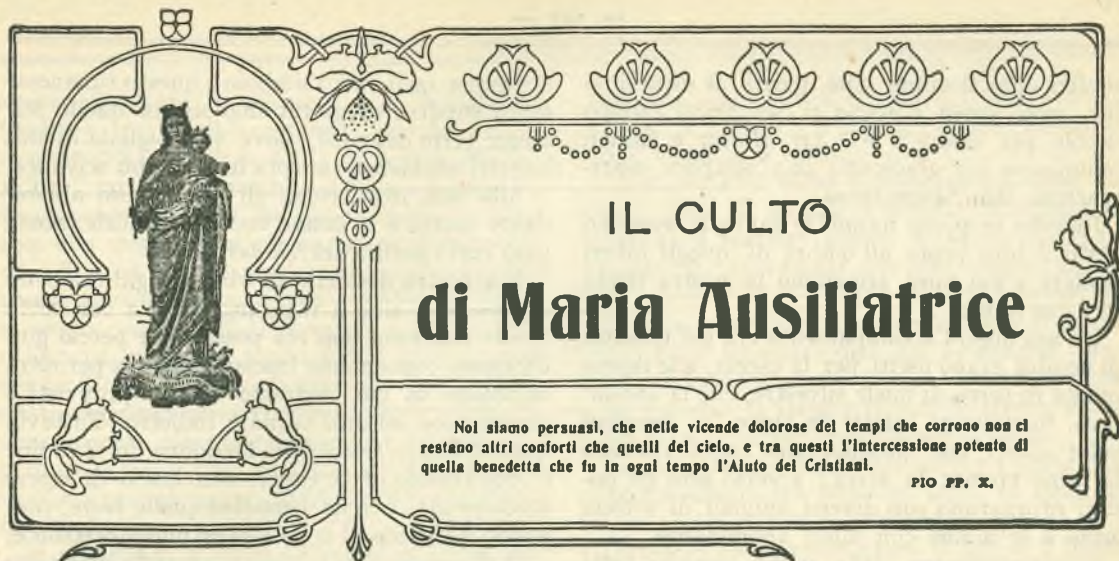 IL CULTO
di Maria Ausiliatrice
Noi siamo persuasi, che nelle vicende dolorose dei tempi che corrono non ci
restano altri conforti che quelli del cielo, e tra questi l'intercessione potente di
quella benedetta che fu in ogni tempo l'Aiuto dei Cristiani.
PIO PP. X.